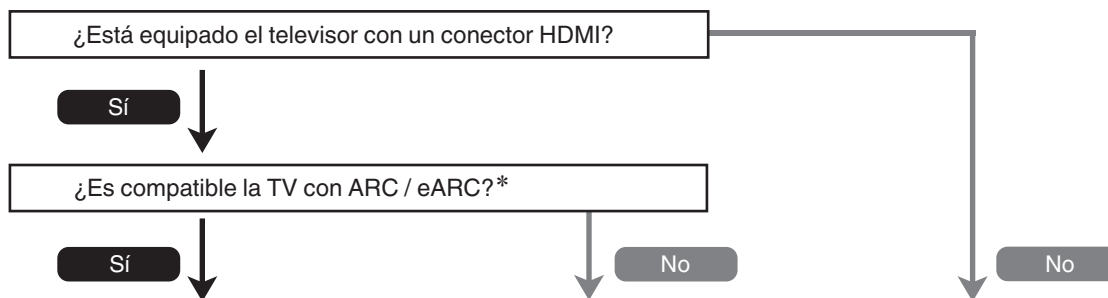 ¿Está equipado el televisor con un conector HDMI?
Sí
¿Es compatible la TV con ARC / eARC?*
Sí
No
No